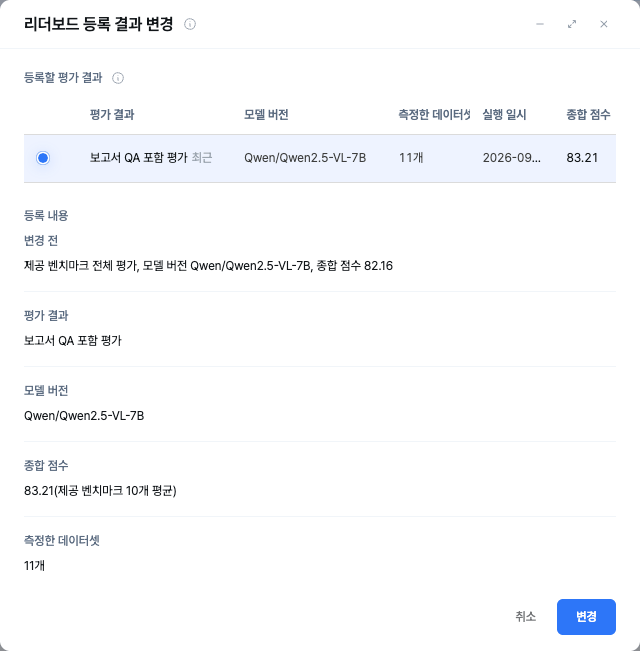 리더보드 등록 결과 변경
등록할 평가 결과
평가 결과 모델 버전 측정한 데이터셋 실행 일시 종합 점수
보고서 QA 포함 평가 최근 Qwen/Qwen2.5-VL-7B 11개 2026-09... 83.21
등록 내용
변경 전
제공 벤치마크 전체 평가, 모델 버전 Qwen/Qwen2.5-VL-7B, 종합 점수 82.16
평가 결과
보고서 QA 포함 평가
모델 버전
Qwen/Qwen2.5-VL-7B
종합 점수
83.21(제공 벤치마크 10개 평균)
측정한 데이터셋
11개
취소 변경